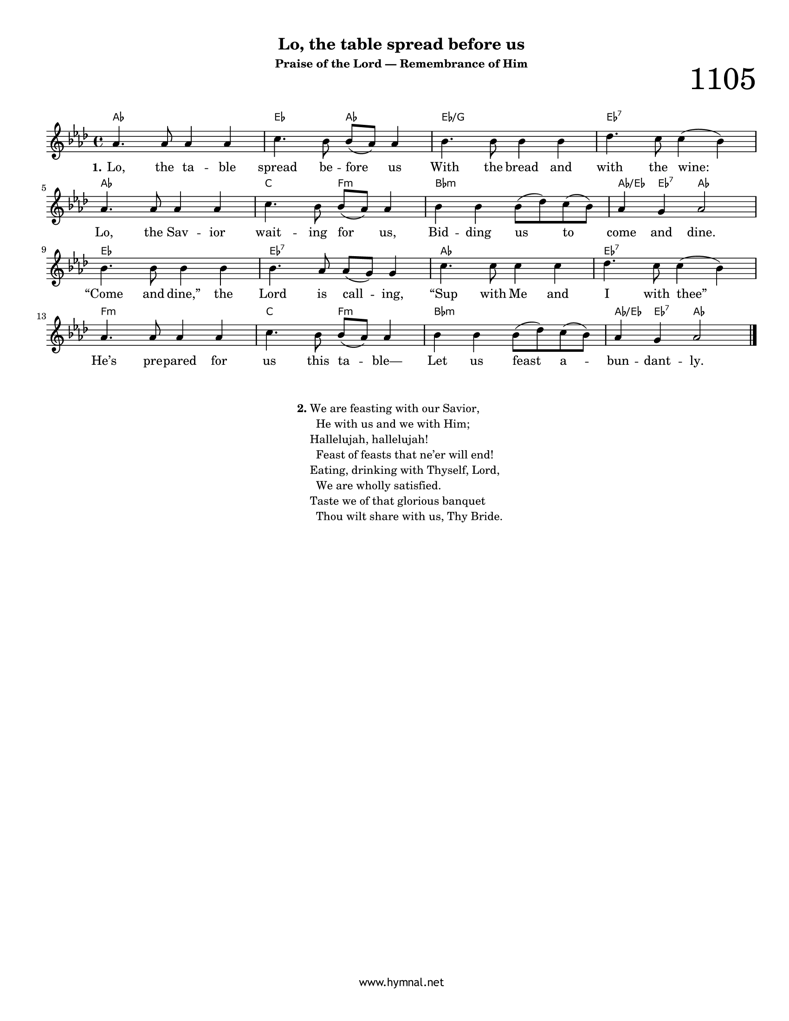 Lo, the table spread before us
Praise of the Lord — Remembrance of Him
1105
A♭ E♭ A♭ E♭/G E♭7
1. Lo, the ta - ble spread be - fore us With the bread and with the wine:
5 A♭ C Fm B♭m A♭/E♭ E♭7 A♭
Lo, the Sav - ior wait - ing for us, Bid - ding us to come and dine.
9 E♭ E♭7 A♭ E♭7
“Come and dine,” the Lord is call - ing, “Sup with Me and I with thee”
13 Fm C Fm B♭m A♭/E♭ E♭7 A♭
He’s prepared for us this ta - ble— Let us feast a - bun - dant - ly.
2. We are feasting with our Savior,
He with us and we with Him;
Hallelujah, hallelujah!
Feast of feasts that ne’er will end!
Eating, drinking with Thyself, Lord,
We are wholly satisfied.
Taste we of that glorious banquet
Thou wilt share with us, Thy Bride.
www.hymnal.net